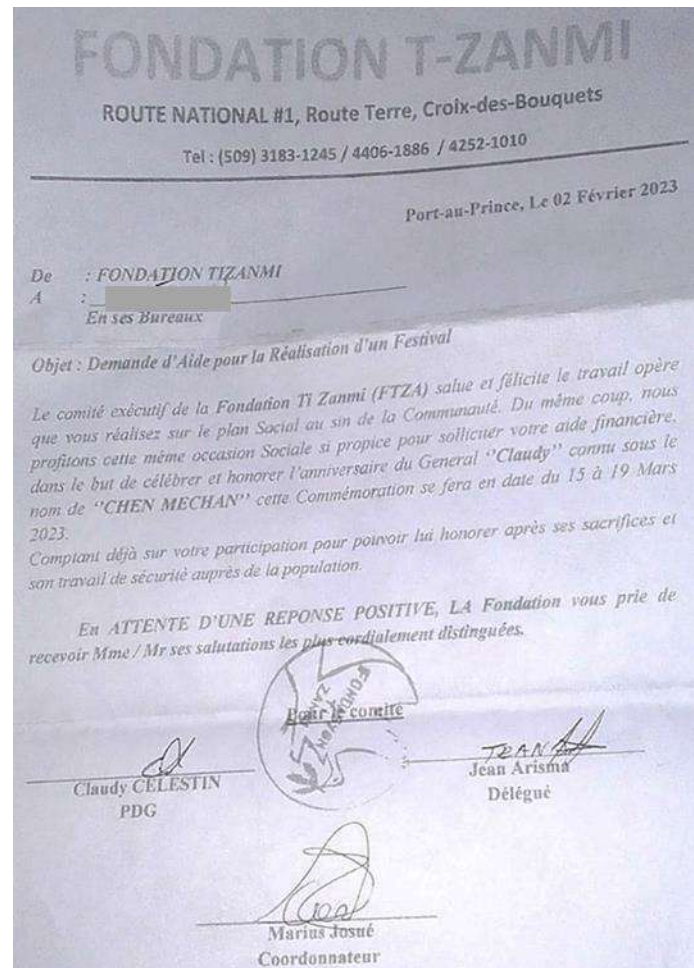 FONDATION T-ZANMI
ROUTE NATIONAL #1, Route Terre, Croix-des-Bouquets
Tel : (509) 3183-1245 / 4406-1886 / 4252-1010
Port-au-Prince, Le 02 Février 2023
De : FONDATION TIZANMI
A :
En ses Bureaux
Objet : Demande d'Aide pour la Réalisation d'un Festival
Le comité exécutif de la Fondation Ti Zanmi (FTZA) salue et félicite le travail opère
que vous réalisez sur le plan Social au sin de la Communauté. Du même coup, nous
profitons cette même occasion Sociale si propice pour solliciter votre aide financière,
dans le but de célébrer et honorer l'anniversaire du General ''Claudy'' connu sous le
nom de ''CHEN MECHAN'' cette Commémoration se fera en date du 15 à 19 Mars
2023.
Comptant déjà sur votre participation pour pouvoir lui honorer après ses sacrifices et
son travail de sécurité auprès de la population.
En ATTENTE D'UNE REPONSE POSITIVE, LA Fondation vous prie de
recevoir Mme / Mr ses salutations les plus cordialement distinguées.
FONDATION
ZANMI
Pour le comité
Claudy CELESTIN
PDG
JEAN
Jean Arisma
Délégué
Marius Josué
Coordonnateur